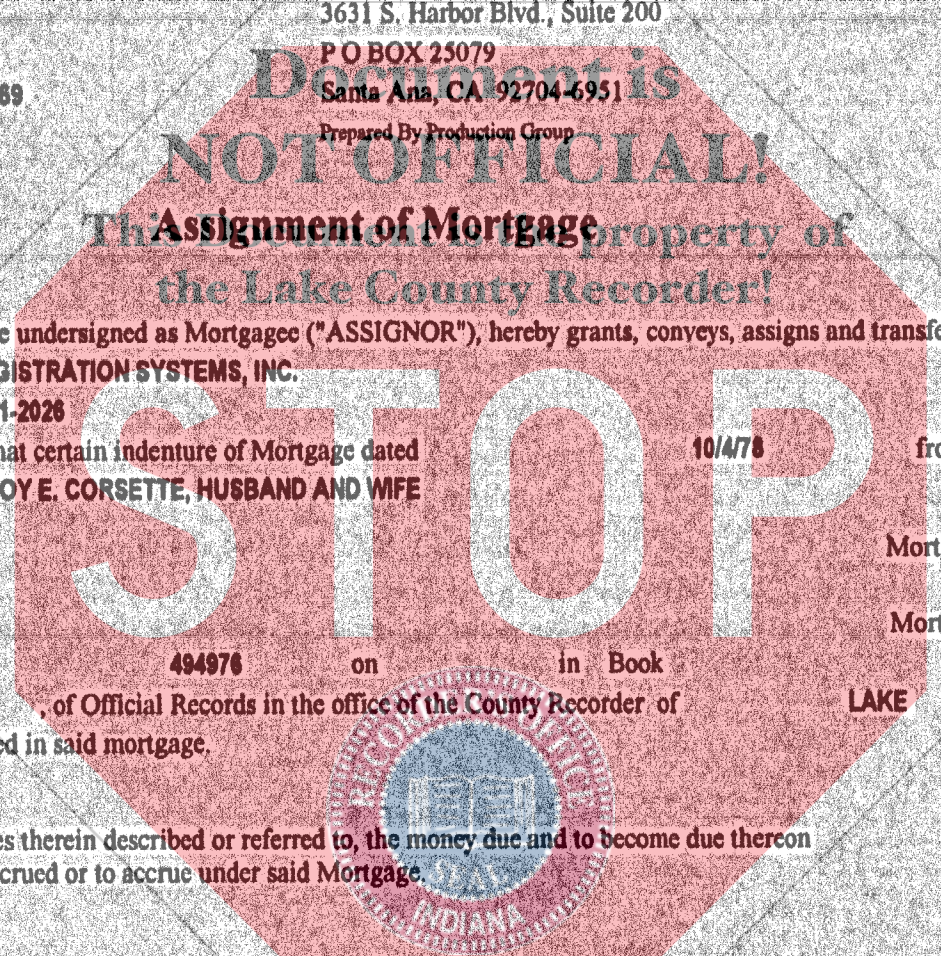 3631 S. Harbor Blvd., Suite 200
P O BOX 25079
69
Santa Ana, CA 92704-6951
Prepared By Production Group
Document is
NOT OFFICIAL!
Assignment of Mortgage
This Document is the property of
the Lake County Recorder!
e undersigned as Mortgagee ("ASSIGNOR"), hereby grants, conveys, assigns and transfe
GISTRATION SYSTEMS, INC.
1-2026
hat certain indenture of Mortgage dated 10/4/78 fro
OY E. CORSETTE, HUSBAND AND WIFE
STOP
Mort
Mort
494976 on in Book
, of Official Records in the office of the County Recorder of LAKE
ed in said mortgage.
es therein described or referred to, the money due and to become due thereon
crued or to accrue under said Mortgage.
RECORDER'S OFFICE
SEAL
INDIANA